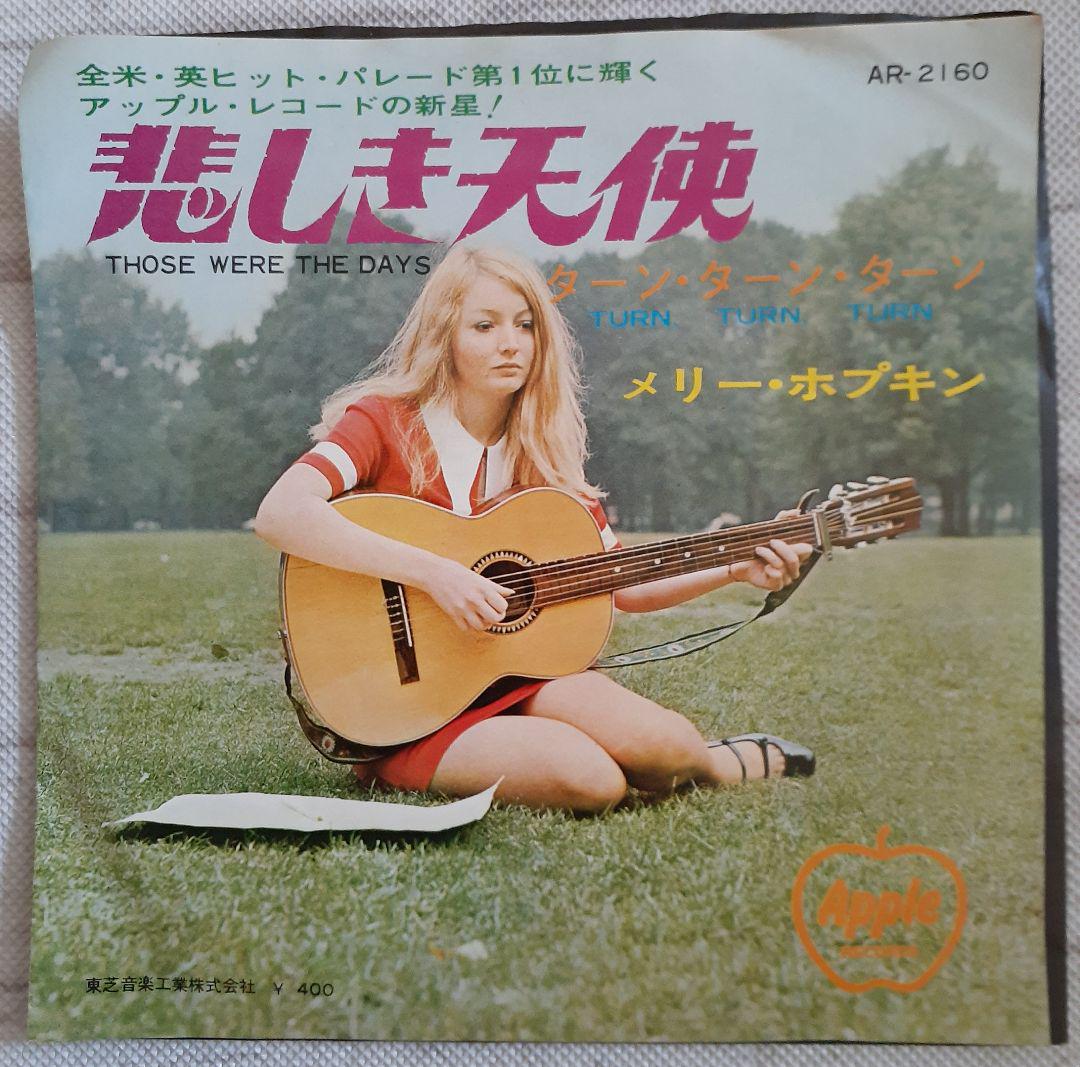 全米・英ヒット・パレード第1位に輝く
アップル・レコードの新星!
AR-2160
悲しき天使
THOSE WERE THE DAYS
ターン・ターン・ターン
TURN, TURN, TURN
メリー・ホプキン
Apple
RECORDS
東芝音楽工業株式会社 ¥ 400